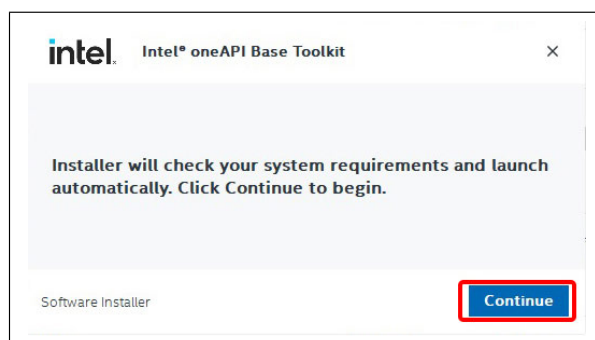 intel. Intel® oneAPI Base Toolkit
Installer will check your system requirements and launch
automatically. Click Continue to begin.
Software Installer
Continue